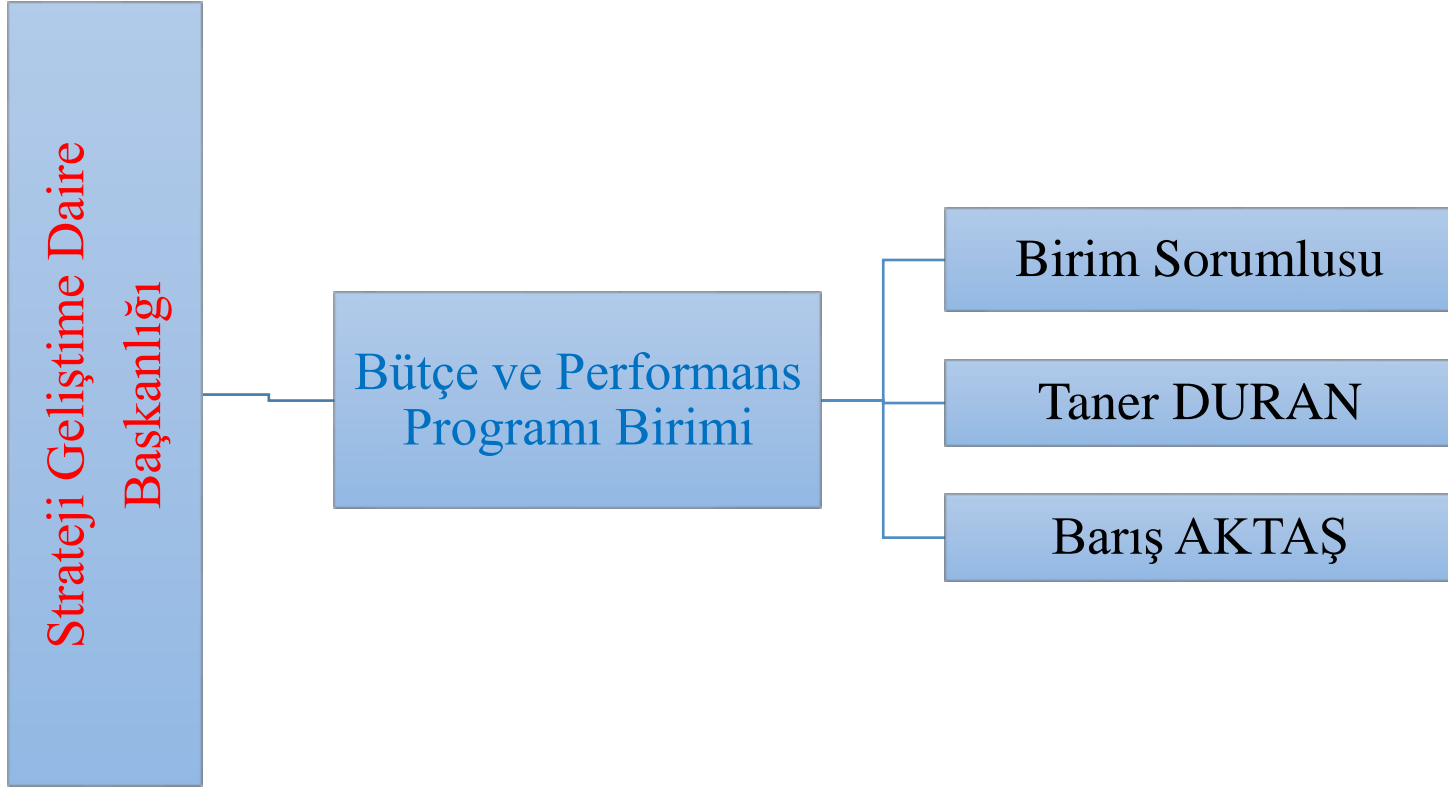 Strateji Geliştime Daire
Başkanlığı
Bütçe ve Performans
Programı Birimi
Birim Sorumlusu
Taner DURAN
Barış AKTAŞ